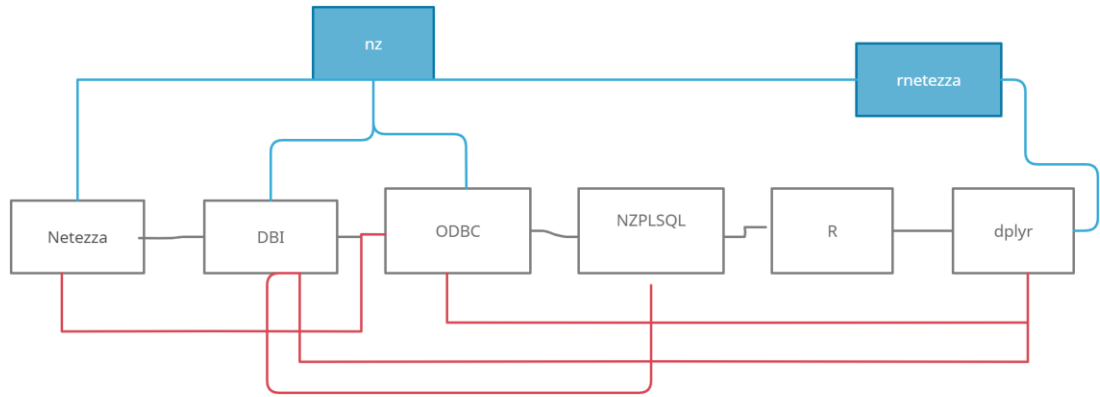 nz
rnetezza
Netezza
DBI
ODBC
NZPLSQL
R
dplyr